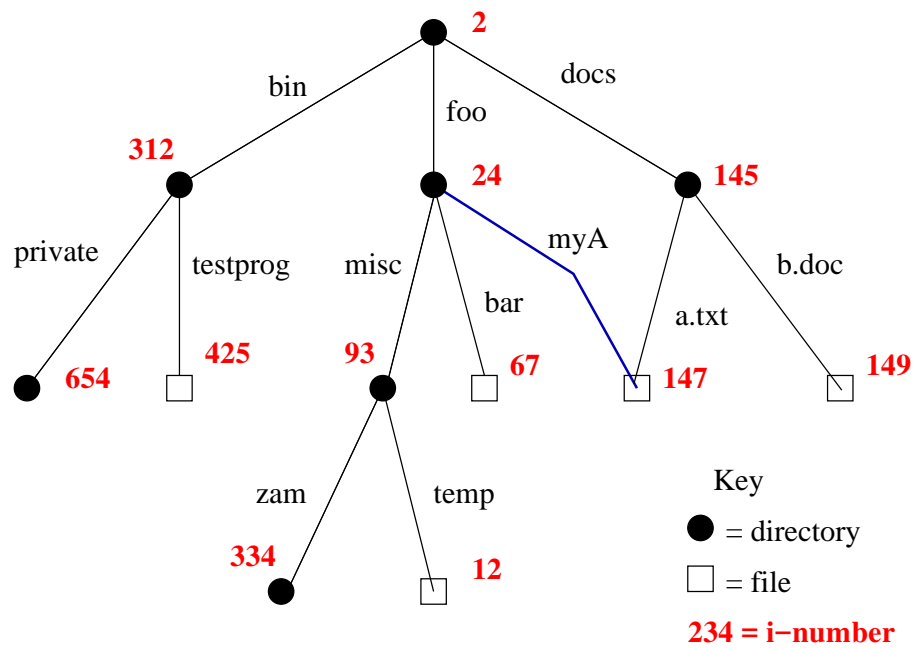 2
bin
docs
foo
312
24
145
private
testprog
misc
myA
b.doc
bar
a.txt
654
425
93
67
147
149
zam
temp
334
12
Key
= directory
= file
234 = i−number